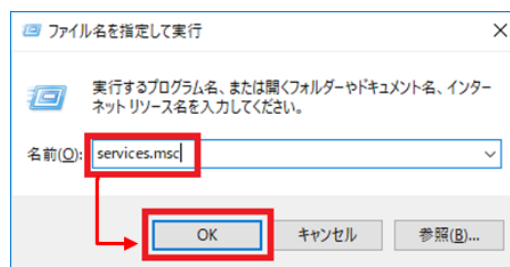 ファイル名を指定して実行
実行するプログラム名、または開くフォルダーやドキュメント名、インター
ネット リソース名を入力してください。
名前(O): services.msc
OK キャンセル 参照(B)...